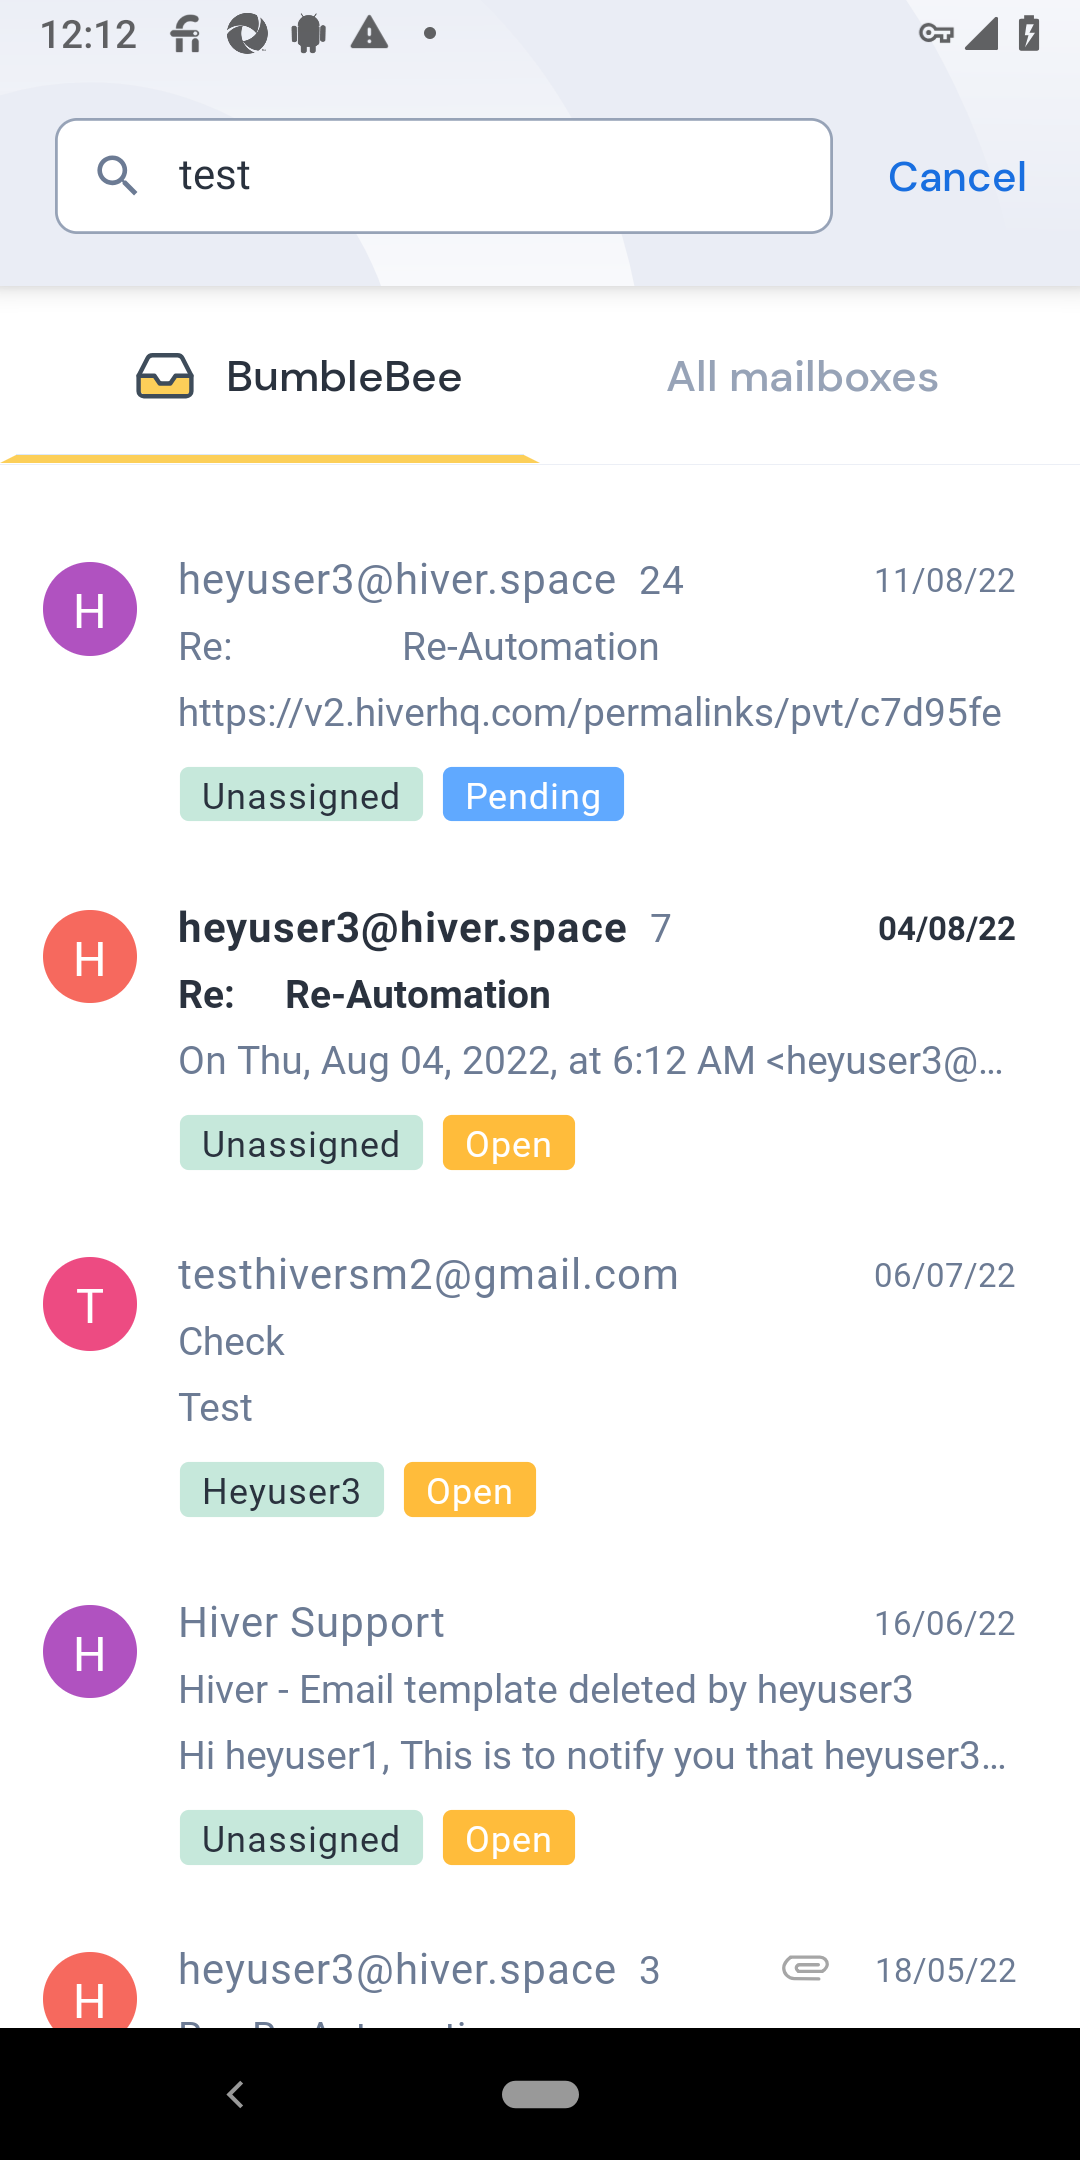 12:12
test
Cancel
BumbleBee
All mailboxes
H
heyuser3@hiver.space 24
11/08/22
Re: Re-Automation
https://v2.hiverhq.com/permalinks/pvt/c7d95fe
Unassigned
Pending
H
heyuser3@hiver.space 7
04/08/22
Re: Re-Automation
On Thu, Aug 04, 2022, at 6:12 AM <heyuser3@...
Unassigned
Open
T
testhiversm2@gmail.com
06/07/22
Check
Test
Heyuser3
Open
H
Hiver Support
16/06/22
Hiver - Email template deleted by heyuser3
Hi heyuser1, This is to notify you that heyuser3...
Unassigned
Open
H
heyuser3@hiver.space 3
18/05/22